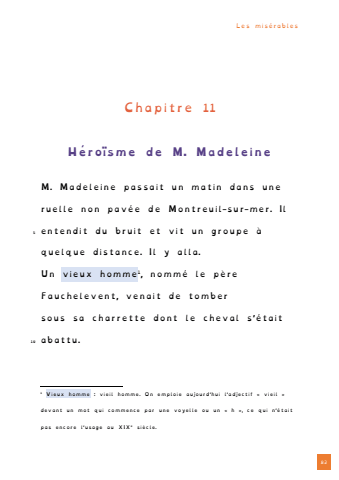 Les misérables
Chapitre 11
Héroïsme de M. Madeleine
M. Madeleine passait un matin dans une
ruelle non pavée de Montreuil-sur-mer. Il
5 entendit du bruit et vit un groupe à
quelque distance. Il y alla.
Un vieux homme¹, nommé le père
Fauchelevent, venait de tomber
sous sa charrette dont le cheval s'était
10 abattu.
¹ Vieux homme : vieil homme. On emploie aujourd'hui l'adjectif « vieil »
devant un mot qui commence par une voyelle ou un « h », ce qui n'était
pas encore l'usage au XIXᵉ siècle.